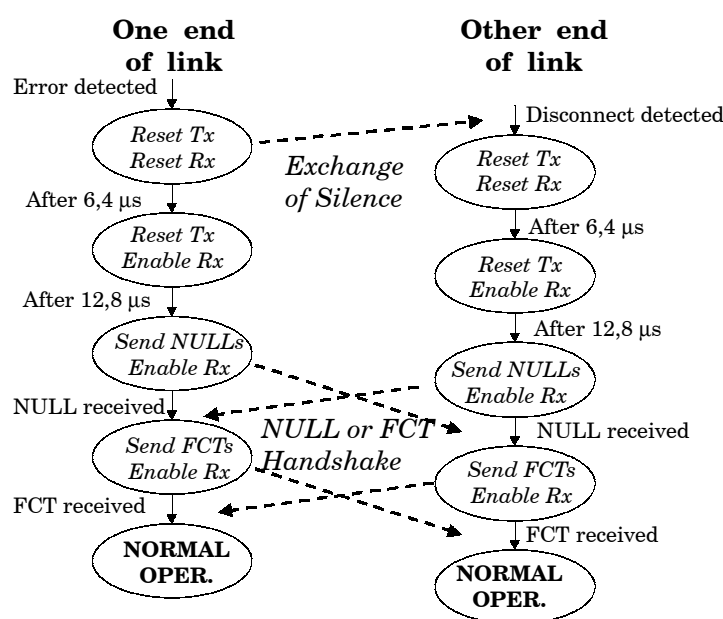 One end
of link
Other end
of link
Error detected
Disconnect detected
Reset Tx
Reset Rx
Exchange
of Silence
Reset Tx
Reset Rx
After 6,4 μs
After 6,4 μs
Reset Tx
Enable Rx
Reset Tx
Enable Rx
After 12,8 μs
After 12,8 μs
Send NULLs
Enable Rx
Send NULLs
Enable Rx
NULL received
NULL or FCT
Handshake
NULL received
Send FCTs
Enable Rx
Send FCTs
Enable Rx
FCT received
FCT received
NORMAL
OPER.
NORMAL
OPER.